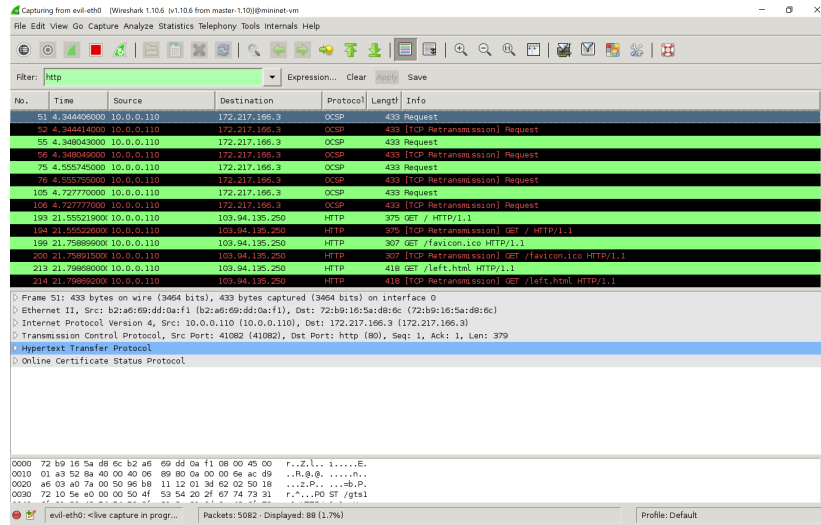 Capturing from evil-eth0 [Wireshark 1.10.6 (v1.10.6 from master-1.10)]@mininet-vm
File Edit View Go Capture Analyze Statistics Telephony Tools Internals Help
Filter: http Expression... Clear Apply Save
No. Time Source Destination Protocol Length Info
51 4.344406000 10.0.0.110 172.217.166.3 OCSP 433 Request
52 4.344414000 10.0.0.110 172.217.166.3 OCSP 433 [TCP Retransmission] Request
55 4.348043000 10.0.0.110 172.217.166.3 OCSP 433 Request
56 4.348049000 10.0.0.110 172.217.166.3 OCSP 433 [TCP Retransmission] Request
75 4.555745000 10.0.0.110 172.217.166.3 OCSP 433 Request
76 4.555755000 10.0.0.110 172.217.166.3 OCSP 433 [TCP Retransmission] Request
105 4.727770000 10.0.0.110 172.217.166.3 OCSP 433 Request
106 4.727777000 10.0.0.110 172.217.166.3 OCSP 433 [TCP Retransmission] Request
193 21.55521900( 10.0.0.110 103.94.135.250 HTTP 375 GET / HTTP/1.1
194 21.55522600( 10.0.0.110 103.94.135.250 HTTP 375 [TCP Retransmission] GET / HTTP/1.1
199 21.75889900( 10.0.0.110 103.94.135.250 HTTP 307 GET /favicon.ico HTTP/1.1
200 21.75891500( 10.0.0.110 103.94.135.250 HTTP 307 [TCP Retransmission] GET /favicon.ico HTTP/1.1
213 21.79868000( 10.0.0.110 103.94.135.250 HTTP 418 GET /left.html HTTP/1.1
214 21.79869200( 10.0.0.110 103.94.135.250 HTTP 418 [TCP Retransmission] GET /left.html HTTP/1.1
Frame 51: 433 bytes on wire (3464 bits), 433 bytes captured (3464 bits) on interface 0
Ethernet II, Src: b2:a6:69:dd:0a:f1 (b2:a6:69:dd:0a:f1), Dst: 72:b9:16:5a:d8:6c (72:b9:16:5a:d8:6c)
Internet Protocol Version 4, Src: 10.0.0.110 (10.0.0.110), Dst: 172.217.166.3 (172.217.166.3)
Transmission Control Protocol, Src Port: 41082 (41082), Dst Port: http (80), Seq: 1, Ack: 1, Len: 379
Hypertext Transfer Protocol
Online Certificate Status Protocol
0000 72 b9 16 5a d8 6c b2 a6 69 dd 0a f1 08 00 45 00 r..Z.l.. i.....E.
0010 01 a3 52 8a 40 00 40 06 89 80 0a 00 00 6e ac d9 ..R.@.@. .....n..
0020 a6 03 a0 7a 00 50 96 b8 11 12 01 3d 62 02 50 18 ...z.P.. ...=b.P.
0030 72 10 5e e0 00 00 50 4f 53 54 20 2f 67 74 73 31 r.^...PO ST /gts1
evil-eth0: <live capture in progr... Packets: 5082 · Displayed: 88 (1.7%) Profile: Default